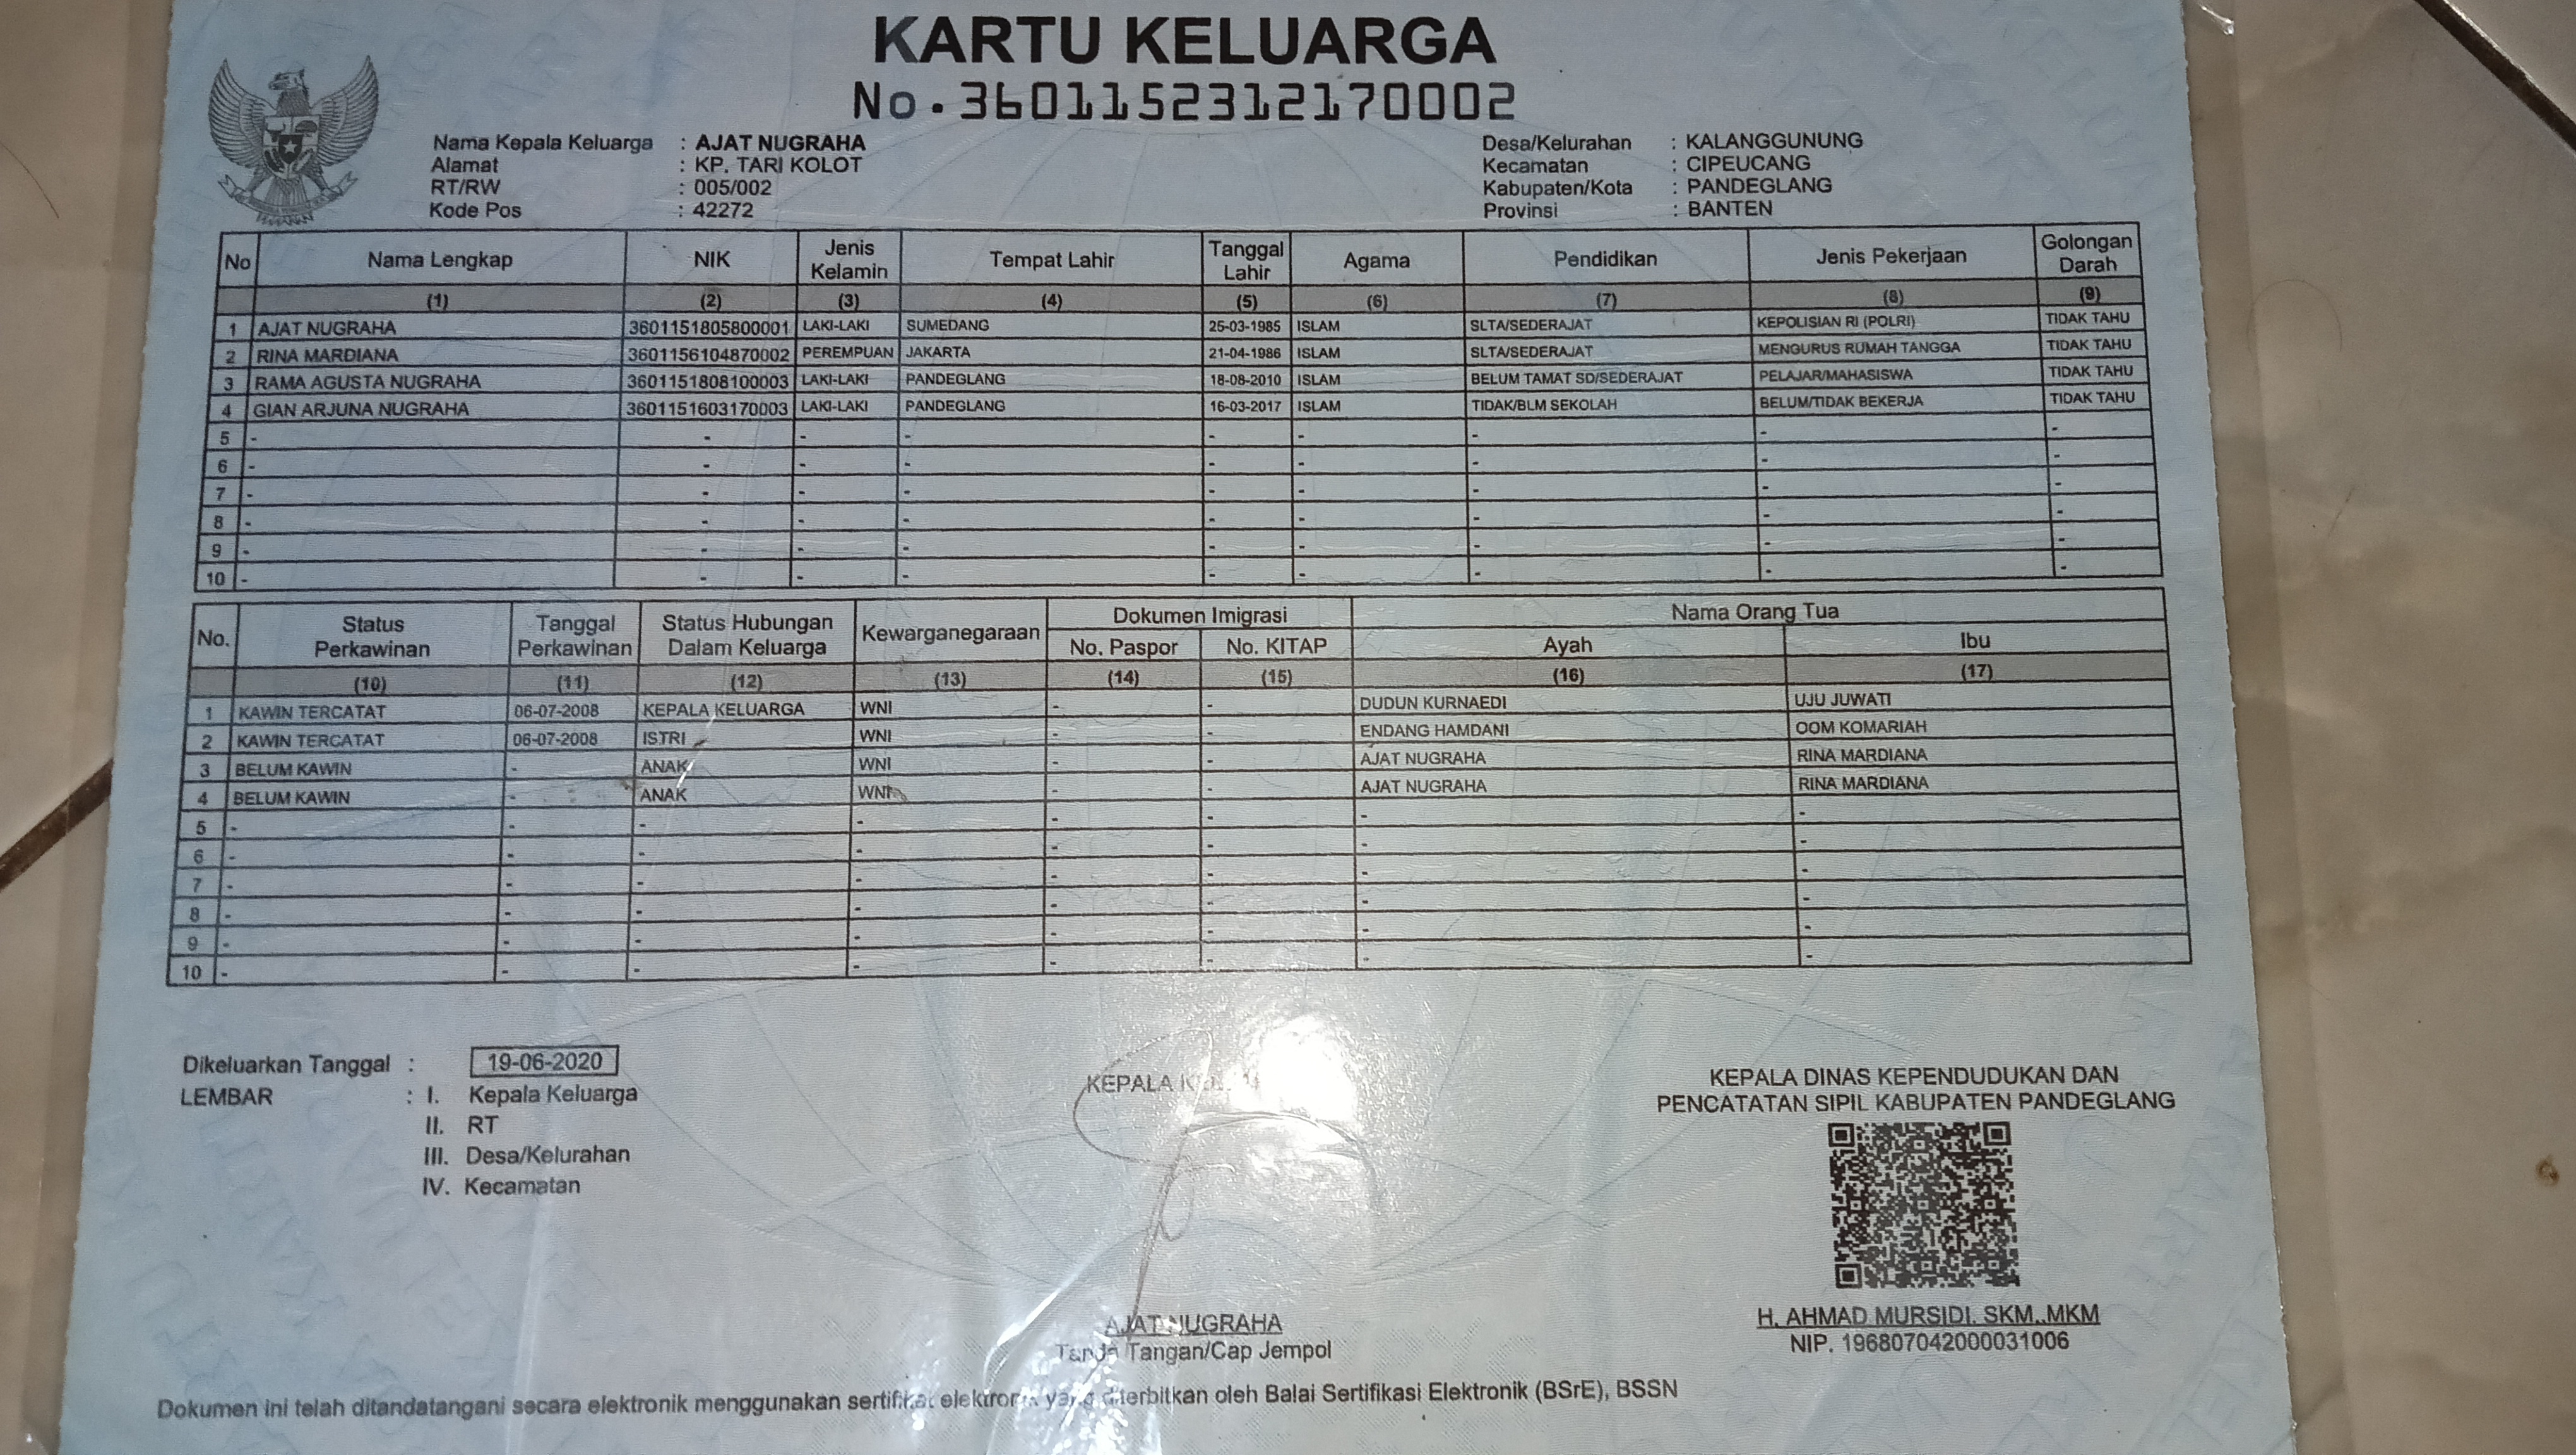 KARTU KELUARGA
No.3601152312170002
Nama Kepala Keluarga : AJAT NUGRAHA
Alamat : KP. TARI KOLOT
RT/RW : 005/002
Kode Pos : 42272
Desa/Kelurahan : KALANGGUNUNG
Kecamatan : CIPEUCANG
Kabupaten/Kota : PANDEGLANG
Provinsi : BANTEN
No Nama Lengkap NIK Jenis Kelamin Tempat Lahir Tanggal Lahir Agama Pendidikan Jenis Pekerjaan Golongan Darah
(1) (2) (3) (4) (5) (6) (7) (8) (9)
1 AJAT NUGRAHA 3601151805800001 LAKI-LAKI SUMEDANG 25-03-1985 ISLAM SLTA/SEDERAJAT KEPOLISIAN RI (POLRI) TIDAK TAHU
2 RINA MARDIANA 3601156104870002 PEREMPUAN JAKARTA 21-04-1986 ISLAM SLTA/SEDERAJAT MENGURUS RUMAH TANGGA TIDAK TAHU
3 RAMA AGUSTA NUGRAHA 3601151808100003 LAKI-LAKI PANDEGLANG 18-08-2010 ISLAM BELUM TAMAT SD/SEDERAJAT PELAJAR/MAHASISWA TIDAK TAHU
4 GIAN ARJUNA NUGRAHA 3601151603170003 LAKI-LAKI PANDEGLANG 16-03-2017 ISLAM TIDAK/BLM SEKOLAH BELUM/TIDAK BEKERJA TIDAK TAHU
5 - - - - - - - - -
6 - - - - - - - - -
7 - - - - - - - - -
8 - - - - - - - - -
9 - - - - - - - - -
10 - - - - - - - - -
No. Status Perkawinan Tanggal Perkawinan Status Hubungan Dalam Keluarga Kewarganegaraan Dokumen Imigrasi Nama Orang Tua
No. Paspor No. KITAP Ayah Ibu
(10) (11) (12) (13) (14) (15) (16) (17)
1 KAWIN TERCATAT 06-07-2008 KEPALA KELUARGA WNI - - DUDUN KURNAEDI UJU JUWATI
2 KAWIN TERCATAT 06-07-2008 ISTRI WNI - - ENDANG HAMDANI OOM KOMARIAH
3 BELUM KAWIN - ANAK WNI - - AJAT NUGRAHA RINA MARDIANA
4 BELUM KAWIN - ANAK WNI - - AJAT NUGRAHA RINA MARDIANA
5 - - - - - - - -
6 - - - - - - - -
7 - - - - - - - -
8 - - - - - - - -
9 - - - - - - - -
10 - - - - - - - -
Dikeluarkan Tanggal : 19-06-2020
LEMBAR : I. Kepala Keluarga
II. RT
III. Desa/Kelurahan
IV. Kecamatan
KEPALA
AJAT NUGRAHA
Tanda Tangan/Cap Jempol
KEPALA DINAS KEPENDUDUKAN DAN
PENCATATAN SIPIL KABUPATEN PANDEGLANG
H. AHMAD MURSIDI, SKM.,MKM
NIP. 196807042000031006
Dokumen ini telah ditandatangani secara elektronik menggunakan sertifikat elektronik yang diterbitkan oleh Balai Sertifikasi Elektronik (BSrE), BSSN